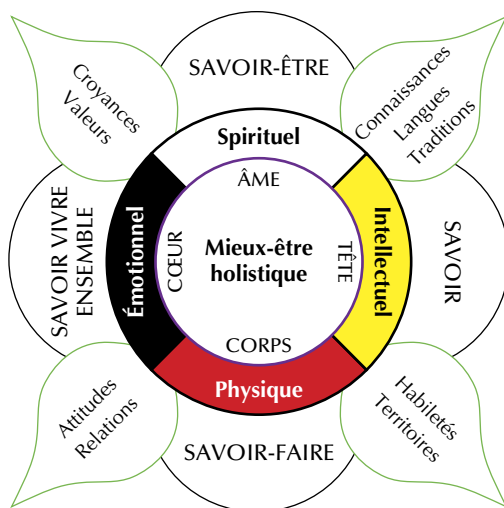 SAVOIR-ÊTRE
Croyances
Valeurs
Connaissances
Langues
Traditions
Spirituel
ÂME
SAVOIR VIVRE
ENSEMBLE
Émotionnel
CŒUR
Mieux-être
holistique
TÊTE
Intellectuel
SAVOIR
CORPS
Physique
Attitudes
Relations
Habiletés
Territoires
SAVOIR-FAIRE